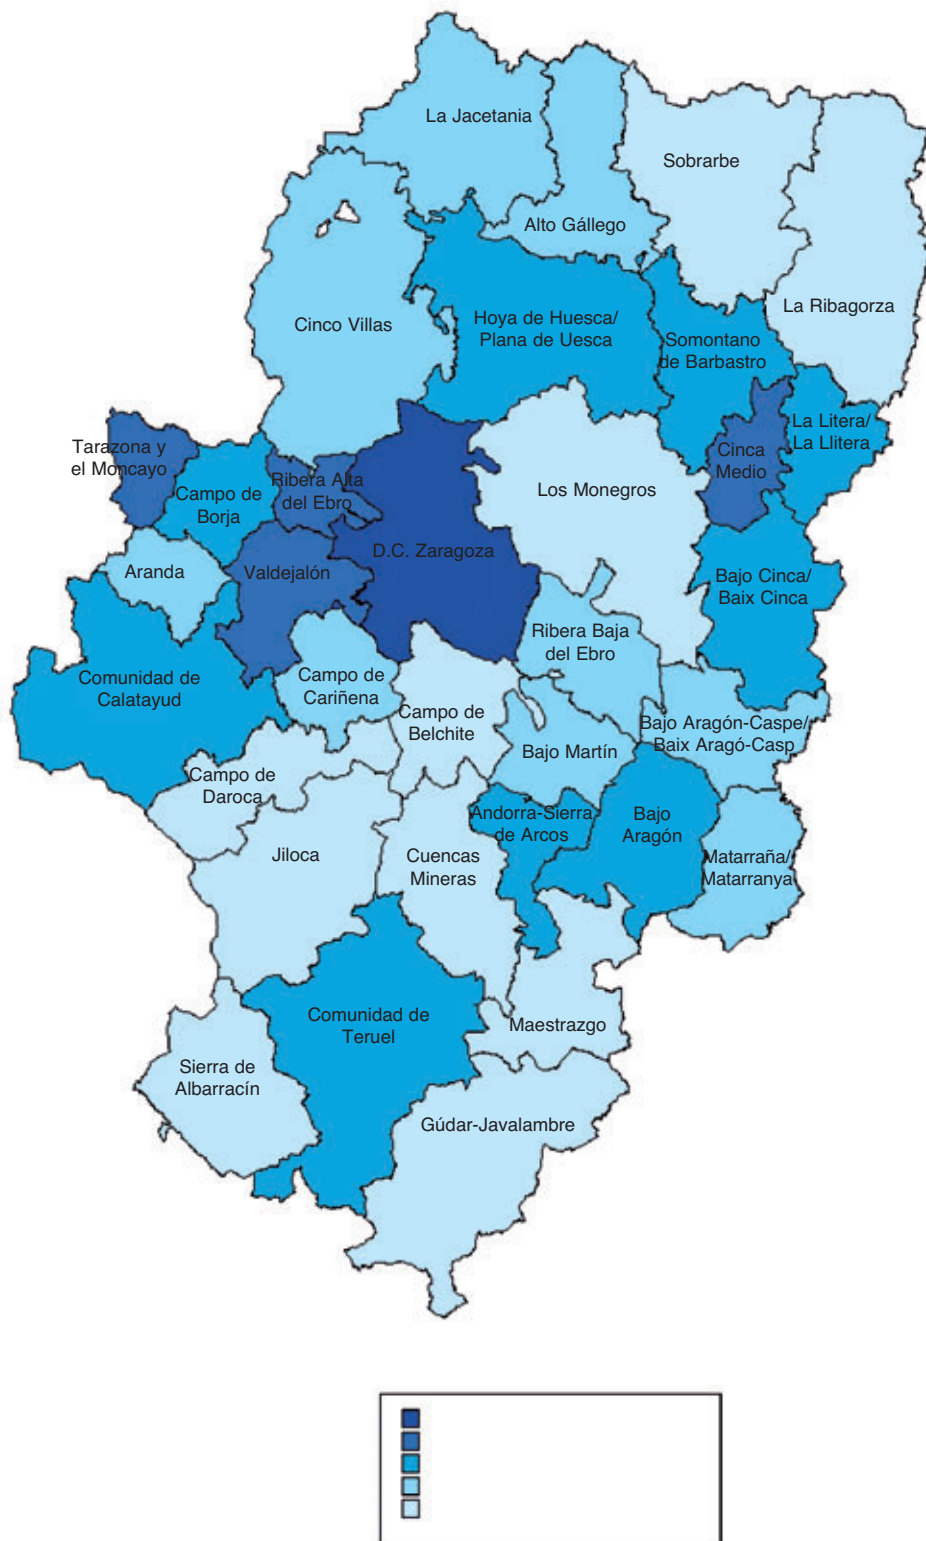 La Jacetania
Sobrarbe
Alto Gállego
La Ribagorza
Cinco Villas
Hoya de Huesca/
Plana de Uesca
Somontano
de Barbastro
La Litera/
La Llitera
Tarazona y
el Moncayo
Cinca
Medio
Ribera Alta
del Ebro
Campo de
Borja
Los Monegros
D.C. Zaragoza
Aranda
Valdejalón
Bajo Cinca/
Baix Cinca
Ribera Baja
del Ebro
Comunidad de
Calatayud
Campo de
Cariñena
Campo de
Belchite
Bajo Aragón-Caspe/
Baix Aragó-Casp
Bajo Martín
Campo de
Daroca
Andorra-Sierra
de Arcos
Bajo
Aragón
Jiloca
Cuencas
Mineras
Matarraña/
Matarranya
Comunidad de
Teruel
Maestrazgo
Sierra de
Albarracín
Gúdar-Javalambre